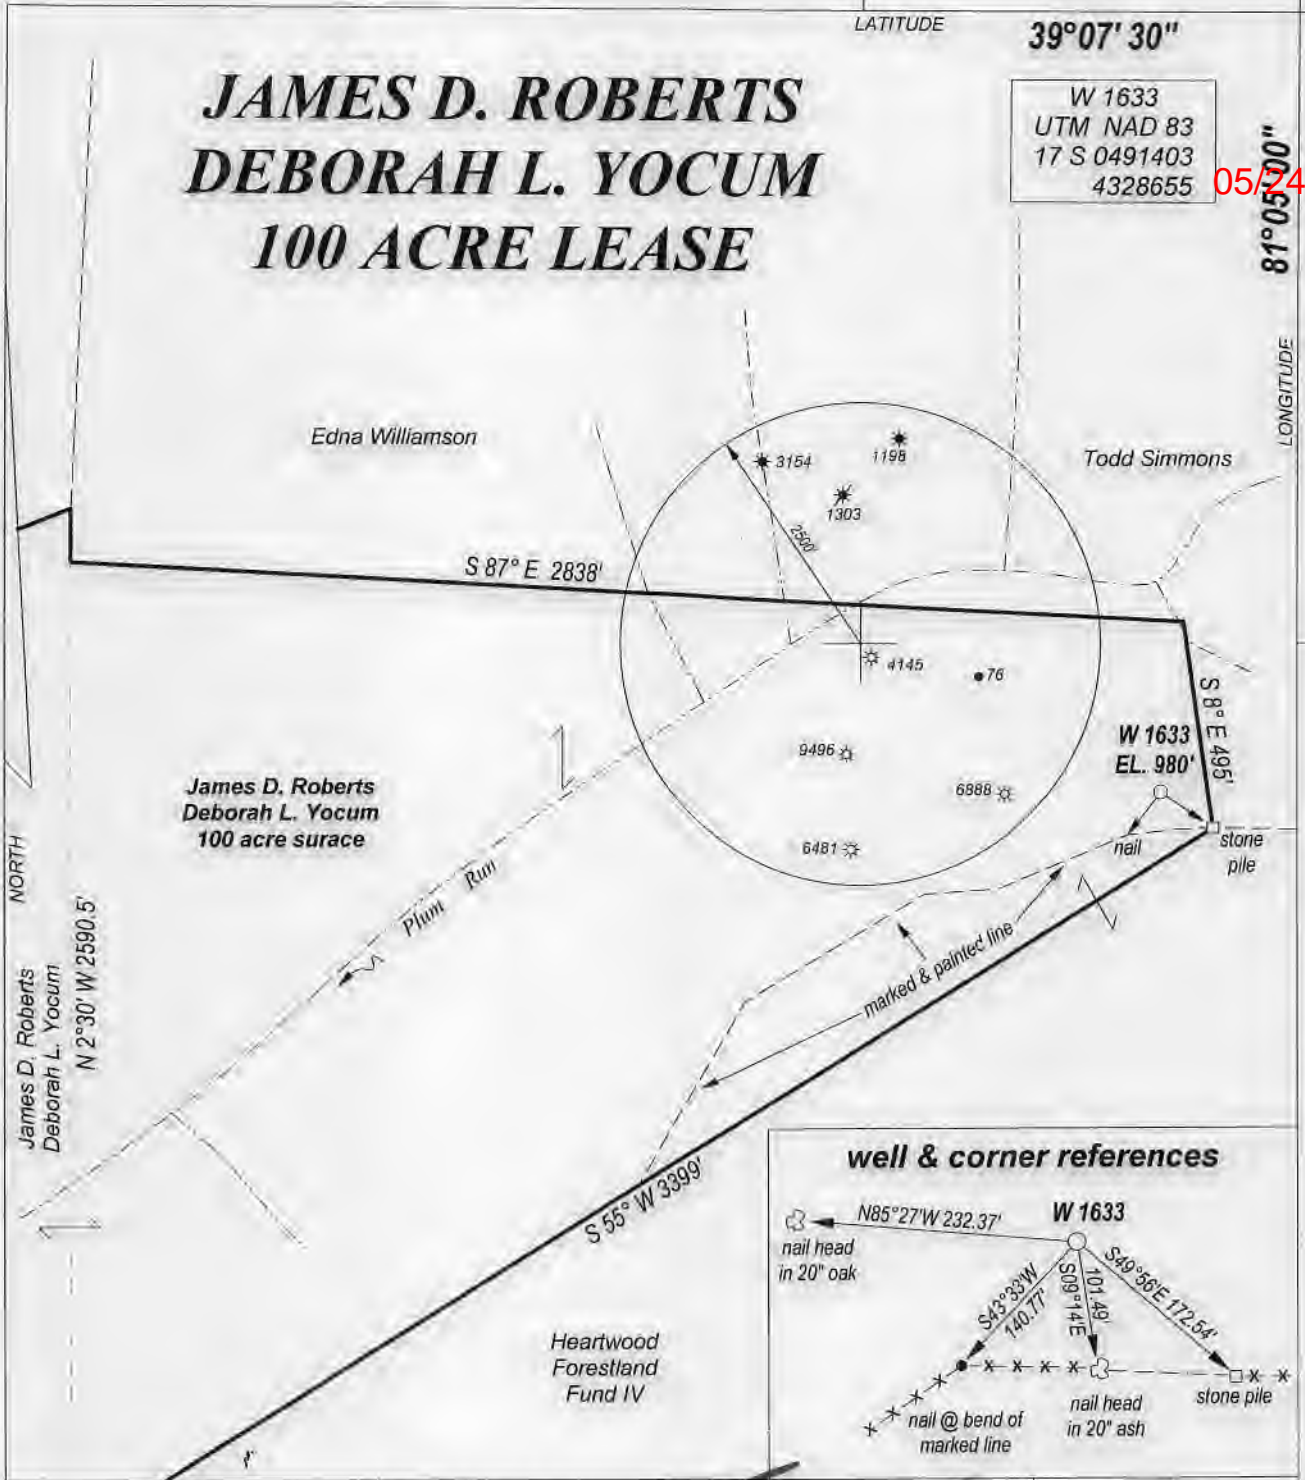 LATITUDE
39°07' 30"
JAMES D. ROBERTS
DEBORAH L. YOCUM
100 ACRE LEASE
W 1633
UTM NAD 83
17 S 0491403
4328655
05/24
81°05'00"
LONGITUDE
Edna Williamson
Todd Simmons
3154
1198
1303
2500'
S 87° E 2838'
4145
76
9496
6888
6481
S 8° E 495'
W 1633
EL. 980'
nail
stone
pile
James D. Roberts
Deborah L. Yocum
100 acre surace
Plum Run
NORTH
James D. Roberts
Deborah L. Yocum
N 2°30' W 2590.5'
marked & painted line
S 55° W 3399'
Heartwood
Forestland
Fund IV
well & corner references
N85°27'W 232.37'
W 1633
nail head
in 20" oak
S43°33'W
140.77'
S09°14'E
101.49'
S49°56'E 172.54'
nail @ bend of
marked line
nail head
in 20" ash
stone pile